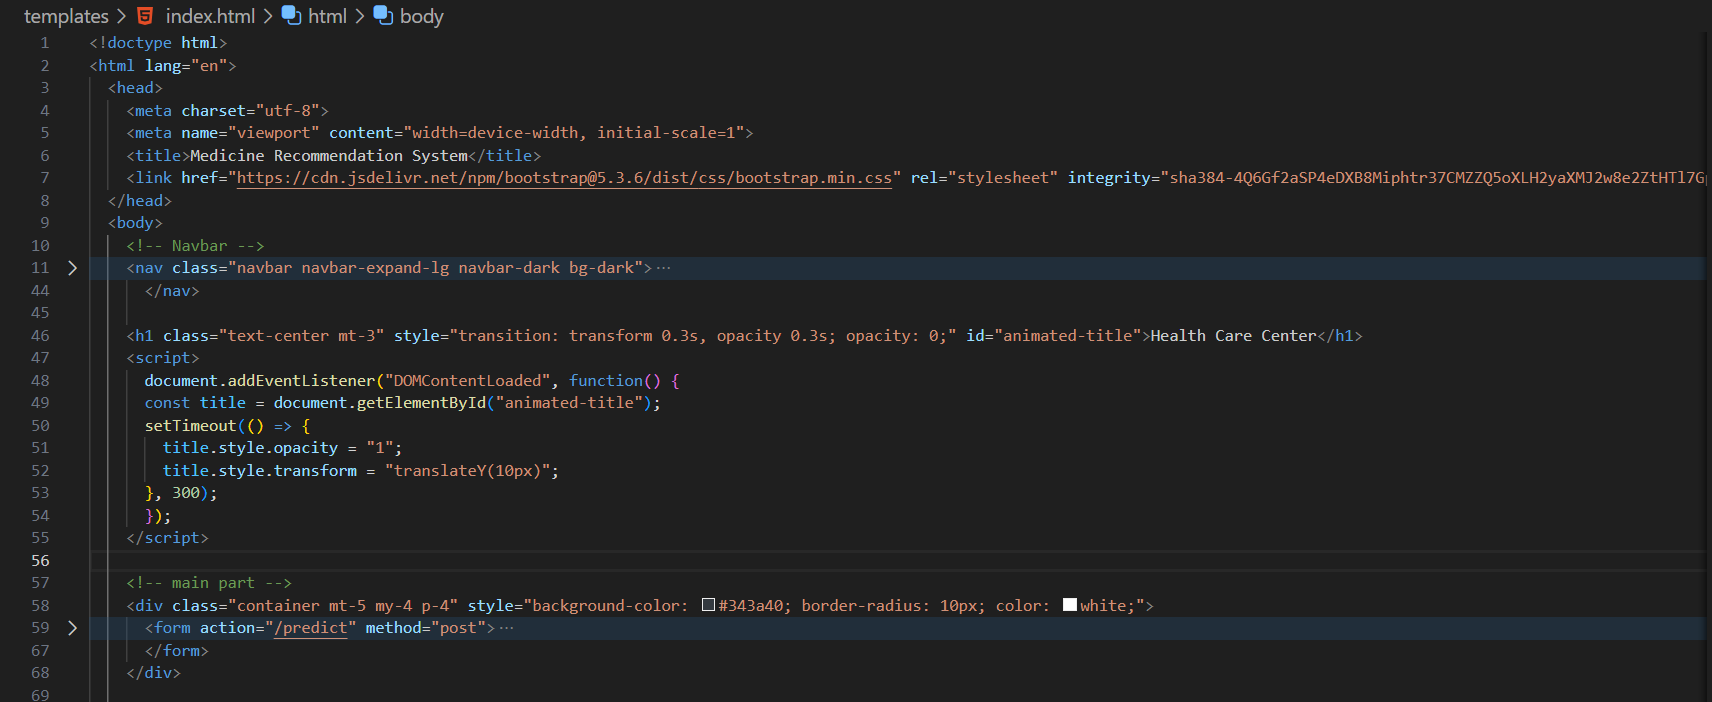 templates > index.html > html > body
1 <!doctype html>
2 <html lang="en">
3 <head>
4 <meta charset="utf-8">
5 <meta name="viewport" content="width=device-width, initial-scale=1">
6 <title>Medicine Recommendation System</title>
7 <link href="https://cdn.jsdelivr.net/npm/bootstrap@5.3.6/dist/css/bootstrap.min.css" rel="stylesheet" integrity="sha384-4Q6Gf2aSP4eDXB8Miphtr37CMZZQ5oXLH2yaXMJ2w8e2ZtHTl7G
8 </head>
9 <body>
10 <!-- Navbar -->
11 <nav class="navbar navbar-expand-lg navbar-dark bg-dark">···
44 </nav>
45
46 <h1 class="text-center mt-3" style="transition: transform 0.3s, opacity 0.3s; opacity: 0;" id="animated-title">Health Care Center</h1>
47 <script>
48 document.addEventListener("DOMContentLoaded", function() {
49 const title = document.getElementById("animated-title");
50 setTimeout(() => {
51 title.style.opacity = "1";
52 title.style.transform = "translateY(10px)";
53 }, 300);
54 });
55 </script>
56
57 <!-- main part -->
58 <div class="container mt-5 my-4 p-4" style="background-color: #343a40; border-radius: 10px; color: white;">
59 <form action="/predict" method="post">···
67 </form>
68 </div>
69